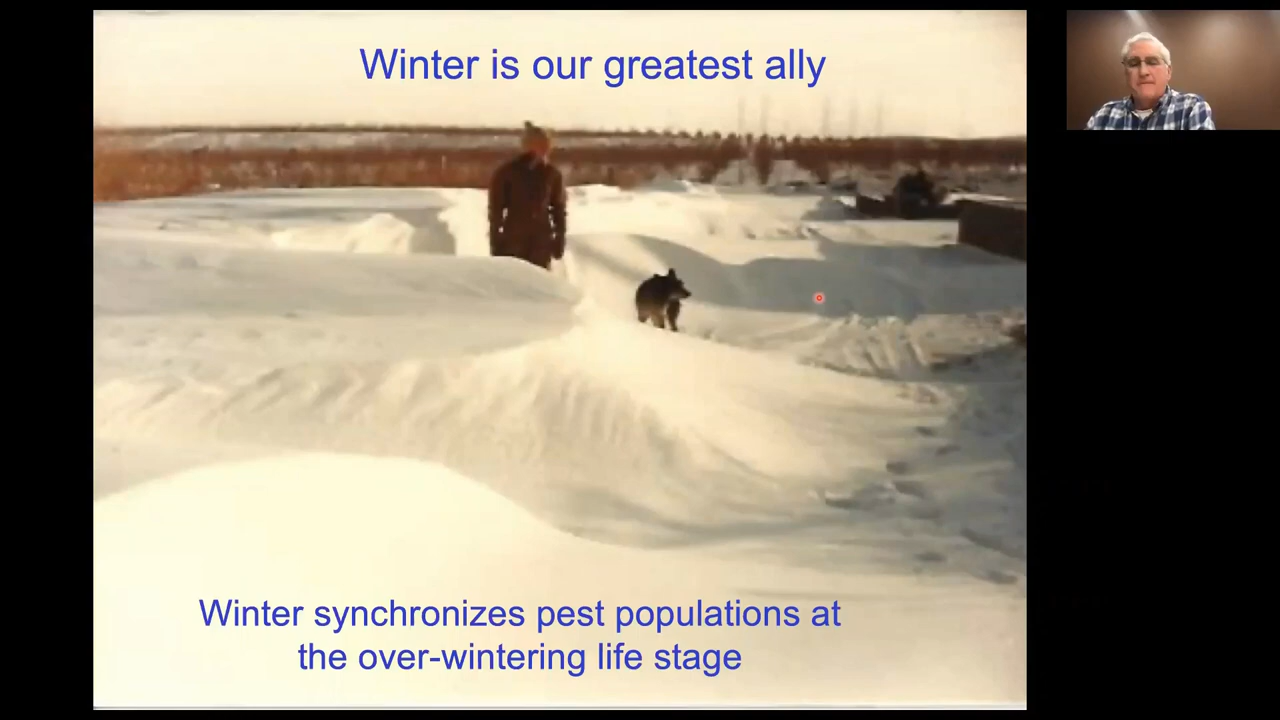 Winter is our greatest ally
Winter synchronizes pest populations at
the over-wintering life stage